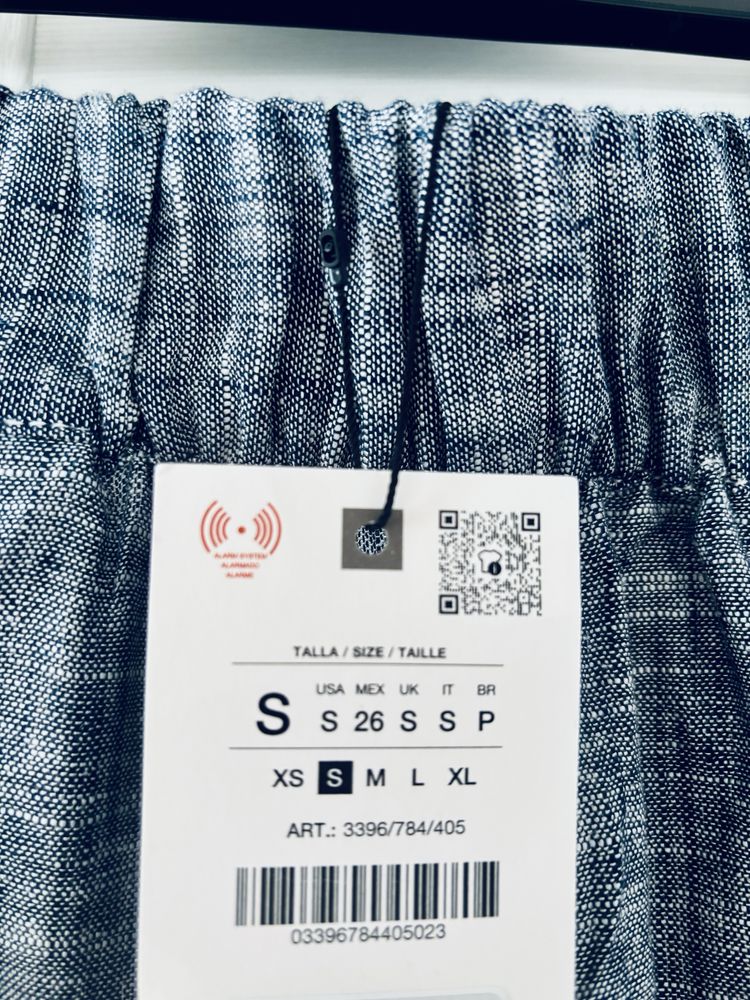 ALARM SYSTEM
ALARMADO
ALARME
TALLA / SIZE / TAILLE
USA MEX UK IT BR
S S 26 S S P
XS S M L XL
ART.: 3396/784/405
03396784405023